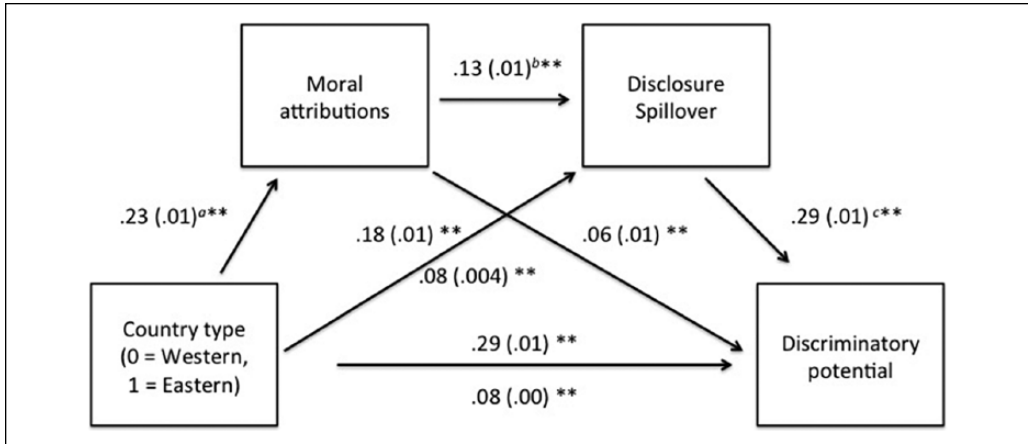 Moral
attributions
.13 (.01)b**
Disclosure
Spillover
.23 (.01)a**
.18 (.01) **
.06 (.01) **
.29 (.01) c**
.08 (.004) **
Country type
(0 = Western,
1 = Eastern)
.29 (.01) **
.08 (.00) **
Discriminatory
potential